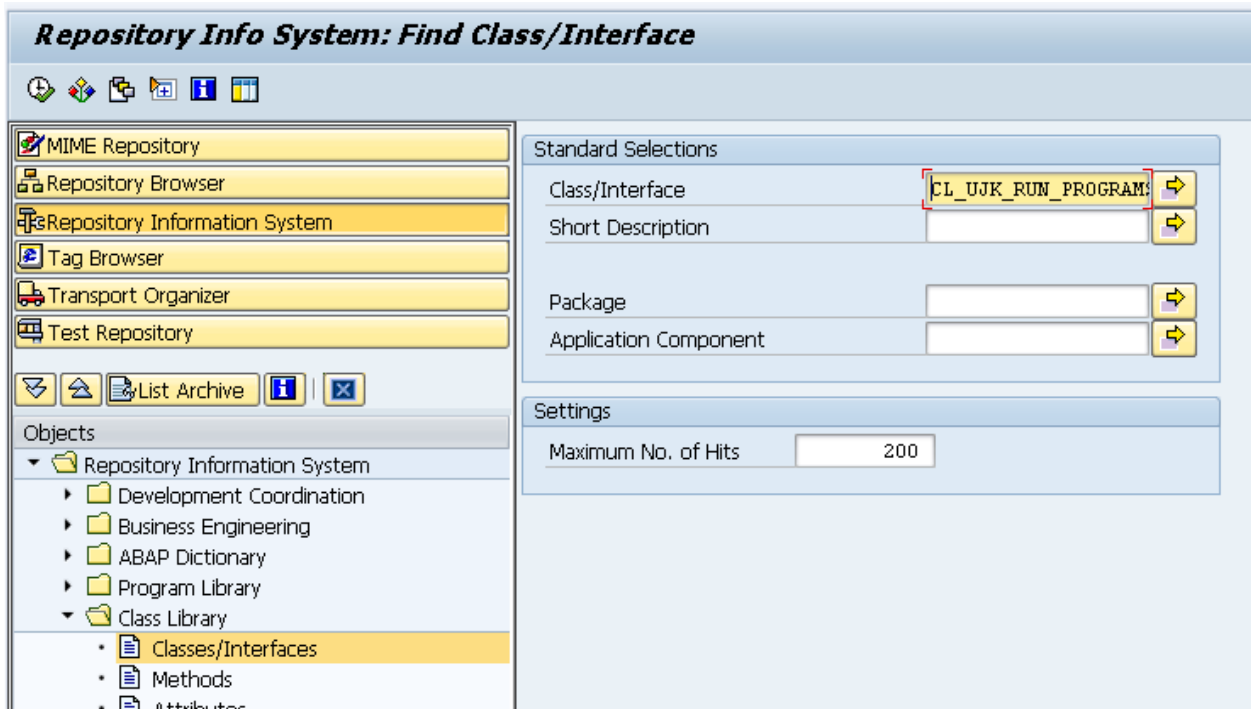 Repository Info System: Find Class/Interface
MIME Repository
Repository Browser
Repository Information System
Tag Browser
Transport Organizer
Test Repository
List Archive
Objects
Repository Information System
Development Coordination
Business Engineering
ABAP Dictionary
Program Library
Class Library
Classes/Interfaces
Methods
Attributes
Standard Selections
Class/Interface CL_UJK_RUN_PROGRAMS
Short Description
Package
Application Component
Settings
Maximum No. of Hits 200